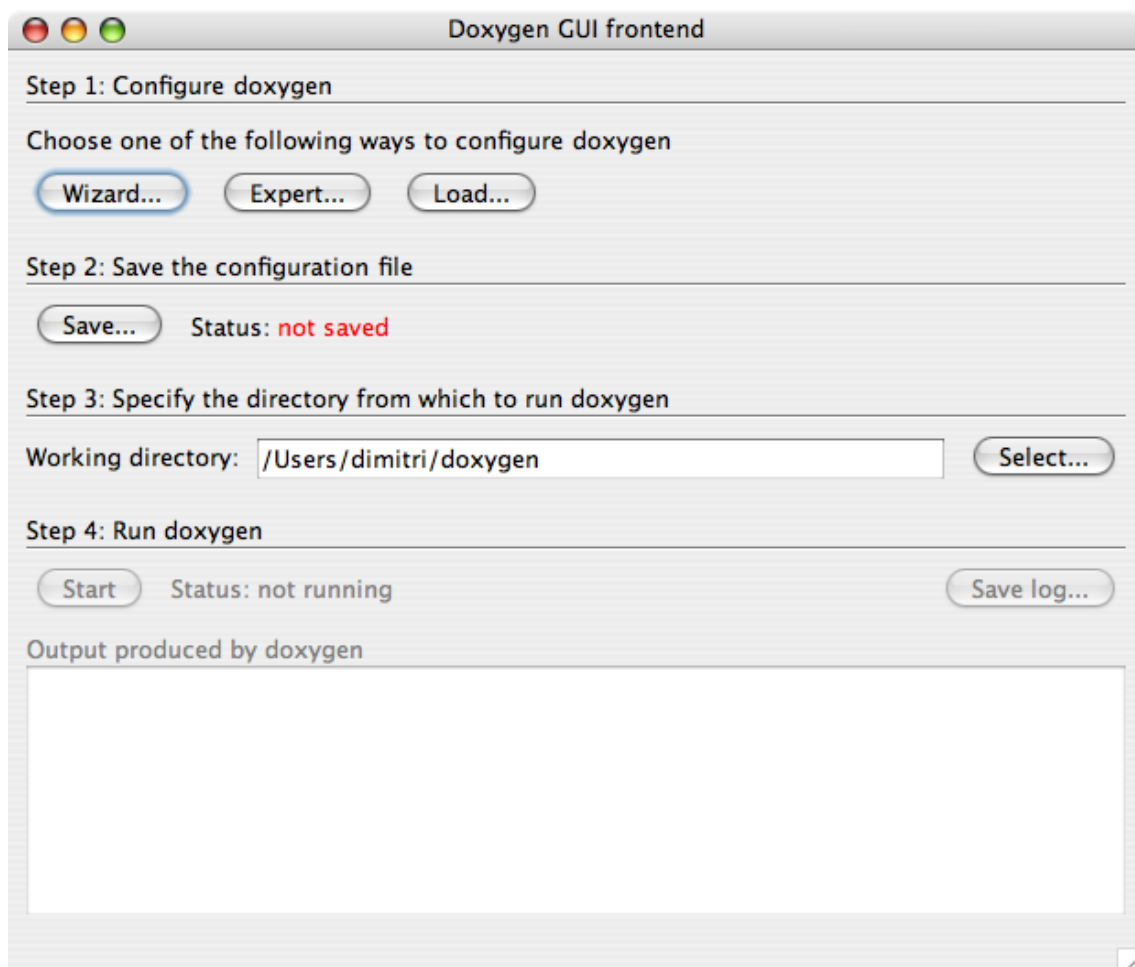 Doxygen GUI frontend
Step 1: Configure doxygen
Choose one of the following ways to configure doxygen
Wizard... Expert... Load...
Step 2: Save the configuration file
Save... Status: not saved
Step 3: Specify the directory from which to run doxygen
Working directory: /Users/dimitri/doxygen Select...
Step 4: Run doxygen
Start Status: not running Save log...
Output produced by doxygen